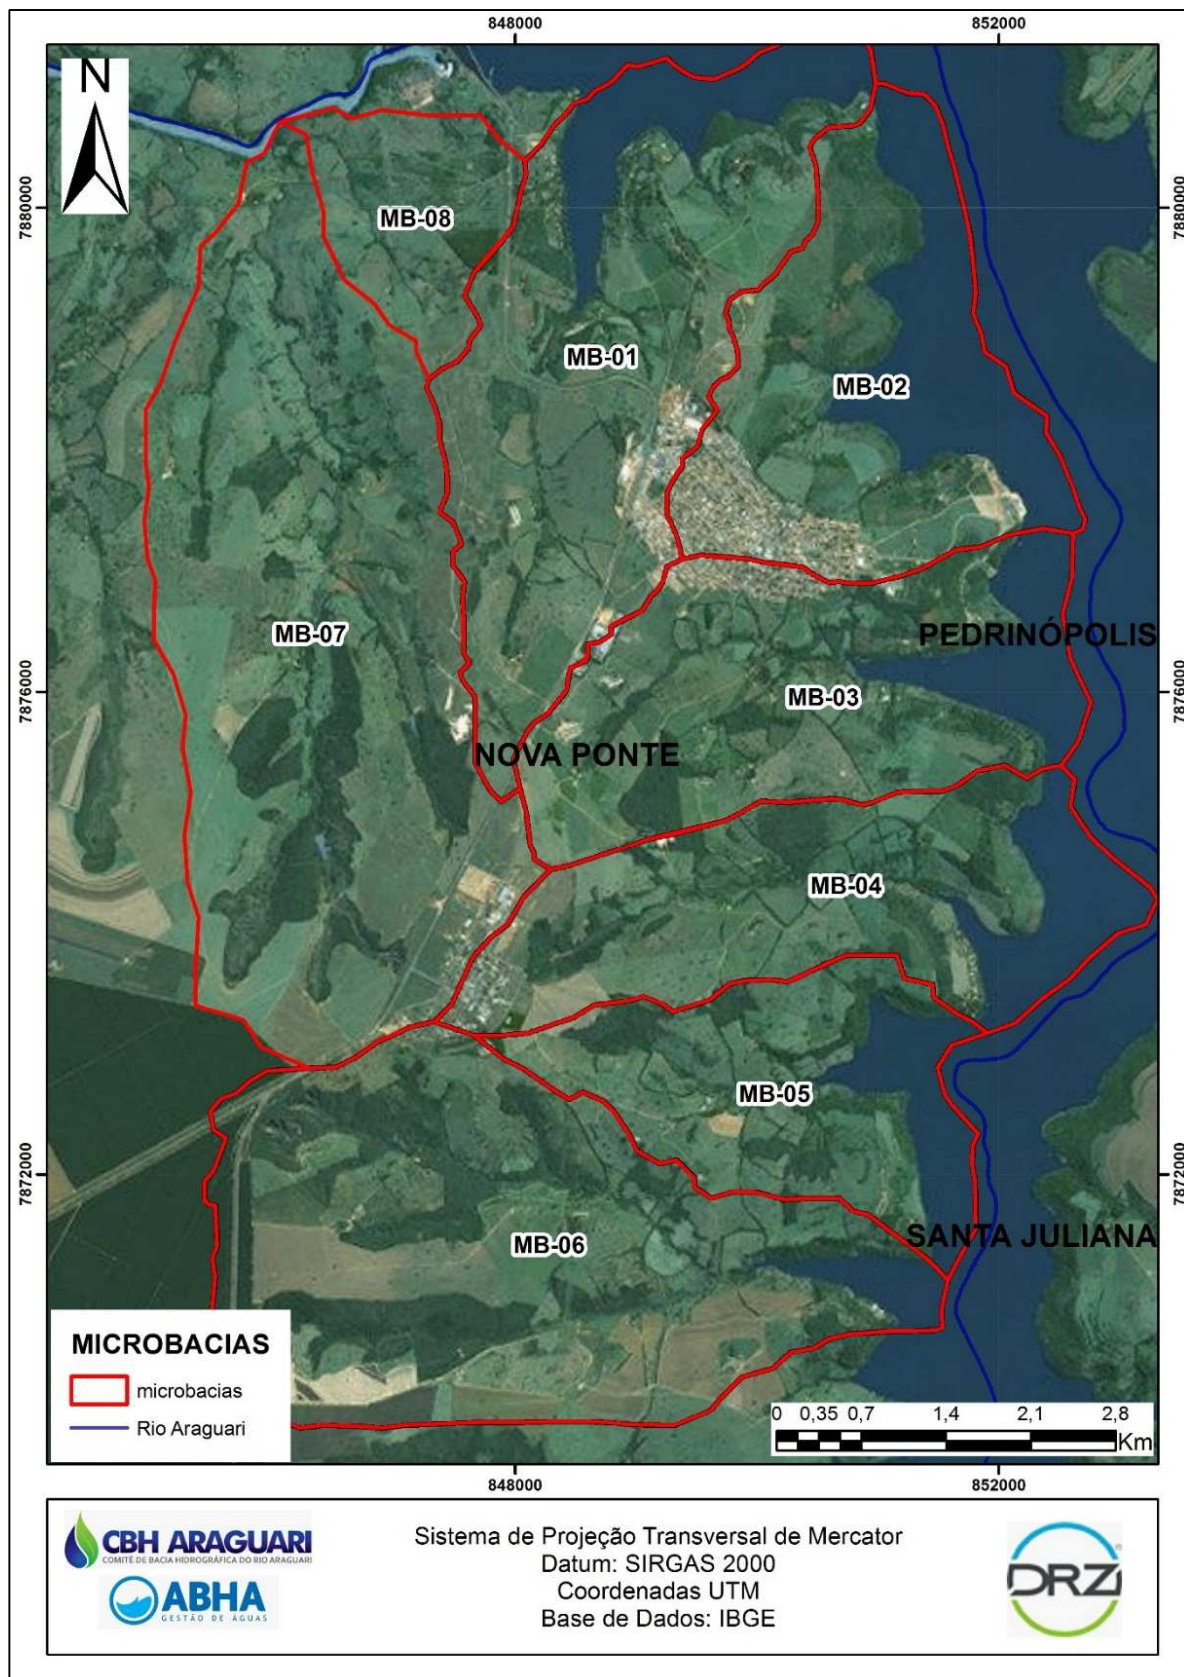 848000
852000
N
7880000
7880000
MB-08
MB-01
MB-02
MB-07
PEDRINÓPOLIS
7876000
7876000
MB-03
NOVA PONTE
MB-04
MB-05
7872000
7872000
SANTA JULIANA
MB-06
MICROBACIAS
microbacias
Rio Araguari
0 0,35 0,7 1,4 2,1 2,8
Km
848000
852000
CBH ARAGUARI
COMITÊ DE BACIA HIDROGRÁFICA DO RIO ARAGUARI
ABHA
GESTÃO DE ÁGUAS
Sistema de Projeção Transversal de Mercator
Datum: SIRGAS 2000
Coordenadas UTM
Base de Dados: IBGE
DRZ